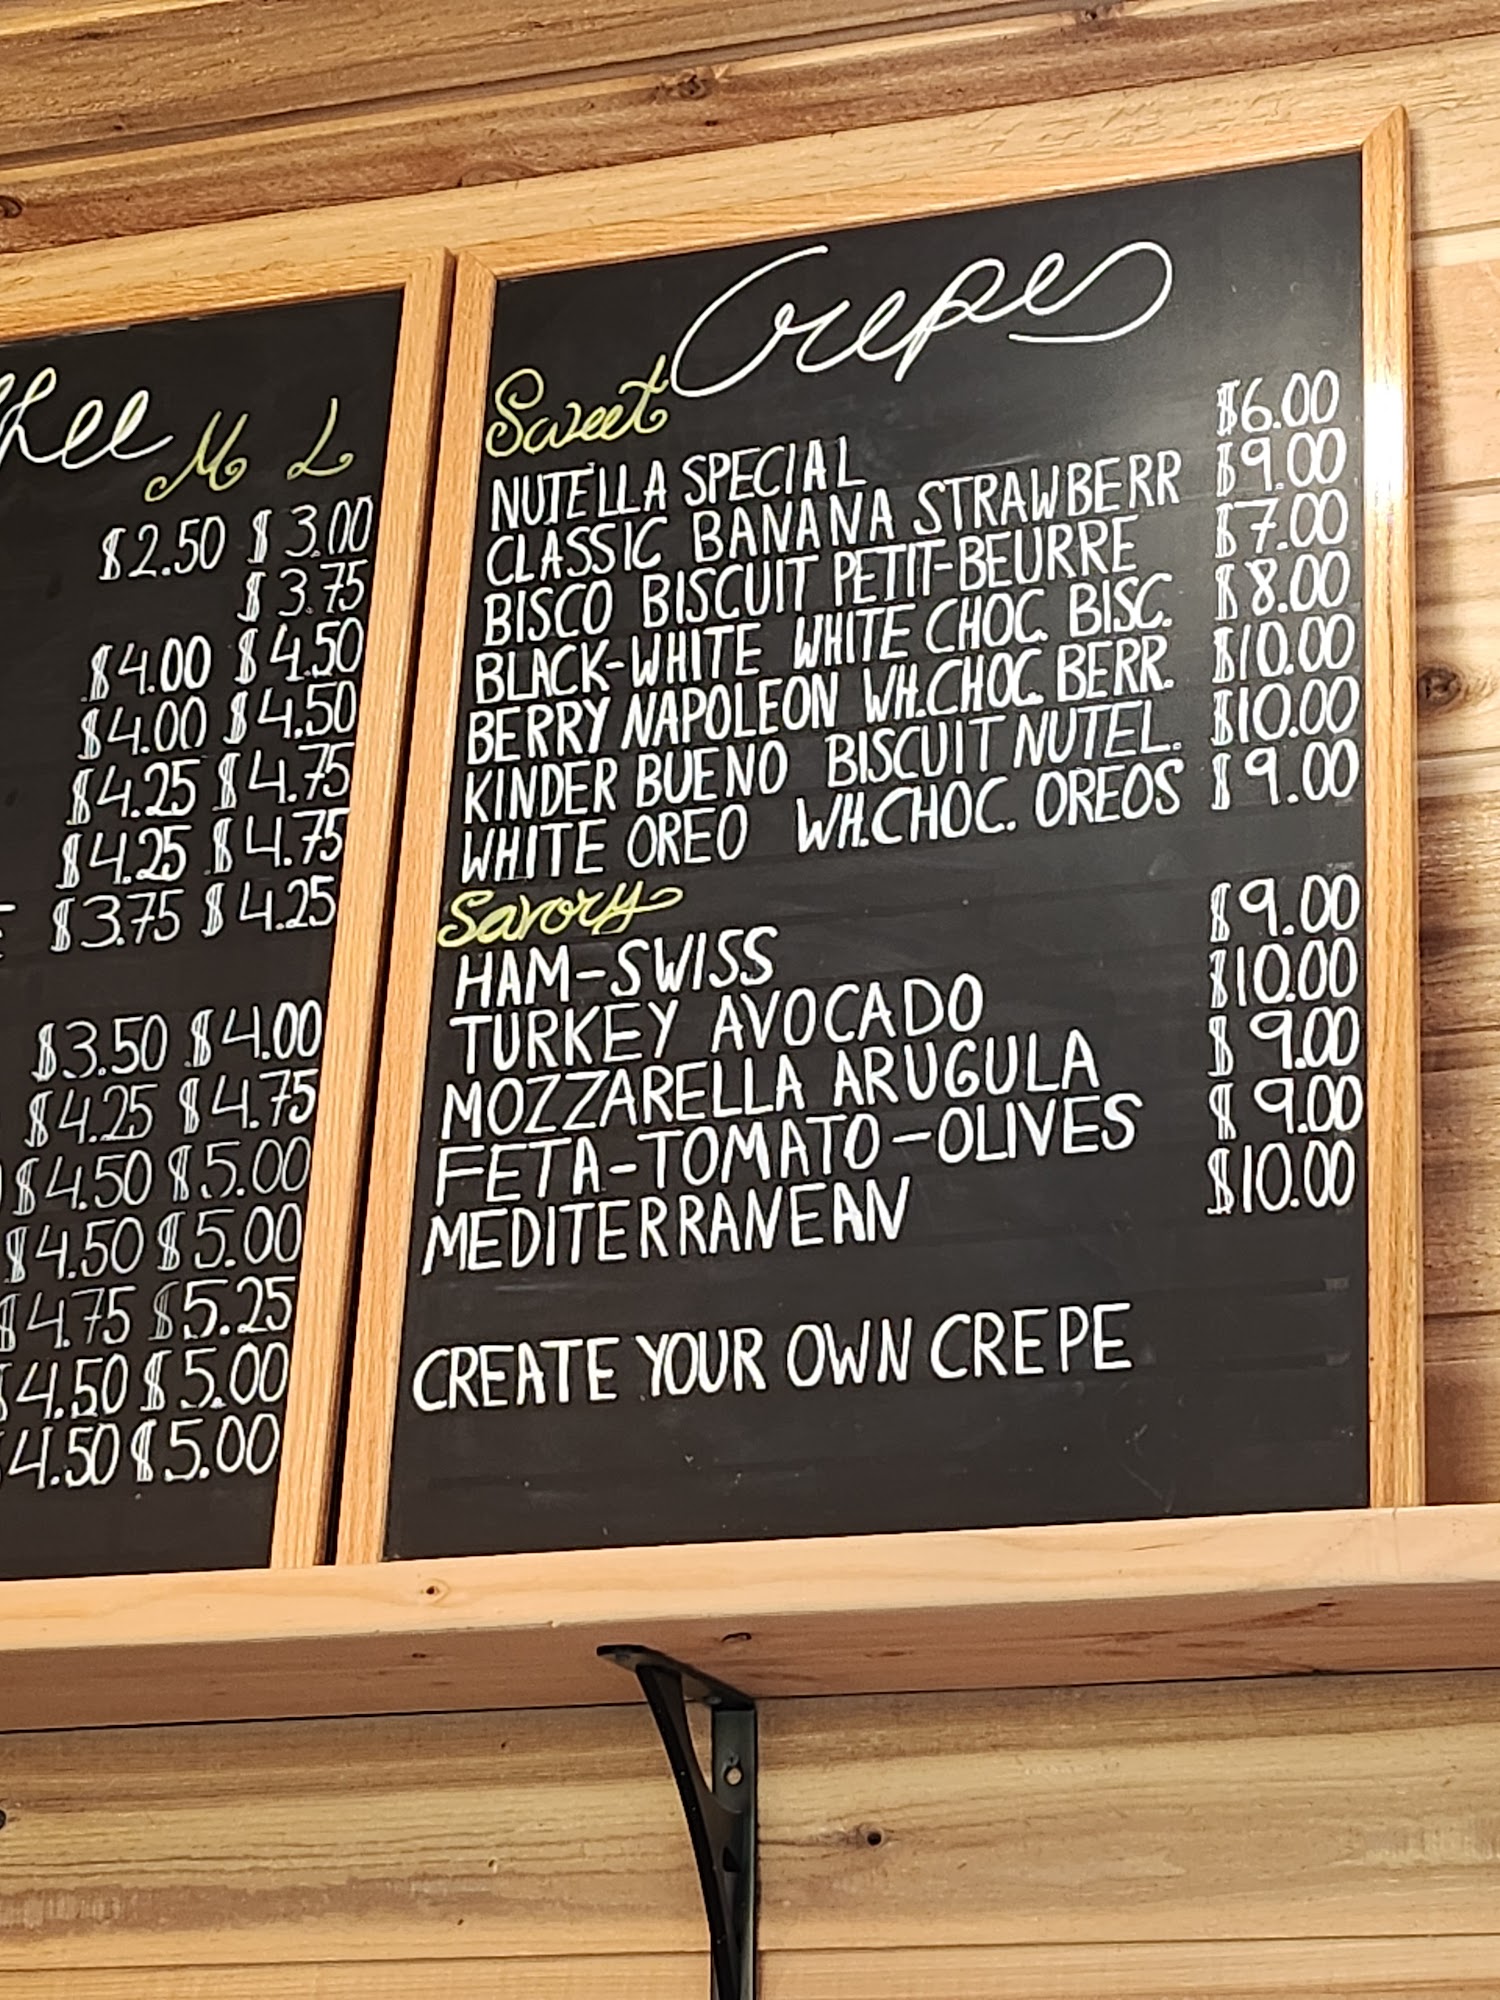 M L
$2.50 $3.00
$3.75
$4.00 $4.50
$4.00 $4.50
$4.25 $4.75
$4.25 $4.75
$3.75 $4.25
$3.50 $4.00
$4.25 $4.75
$4.50 $5.00
$4.50 $5.00
$4.75 $5.25
$4.50 $5.00
4.50 $5.00
Crepes
Sweet
NUTELLA SPECIAL $6.00
CLASSIC BANANA STRAWBERR $9.00
BISCO BISCUIT PETIT-BEURRE $7.00
BLACK-WHITE WHITE CHOC. BISC. $8.00
BERRY NAPOLEON WH.CHOC. BERR. $10.00
KINDER BUENO BISCUIT NUTEL. $10.00
WHITE OREO WH.CHOC. OREOS $9.00
Savory
HAM-SWISS $9.00
TURKEY AVOCADO $10.00
MOZZARELLA ARUGULA $9.00
FETA-TOMATO-OLIVES $9.00
MEDITERRANEAN $10.00
CREATE YOUR OWN CREPE